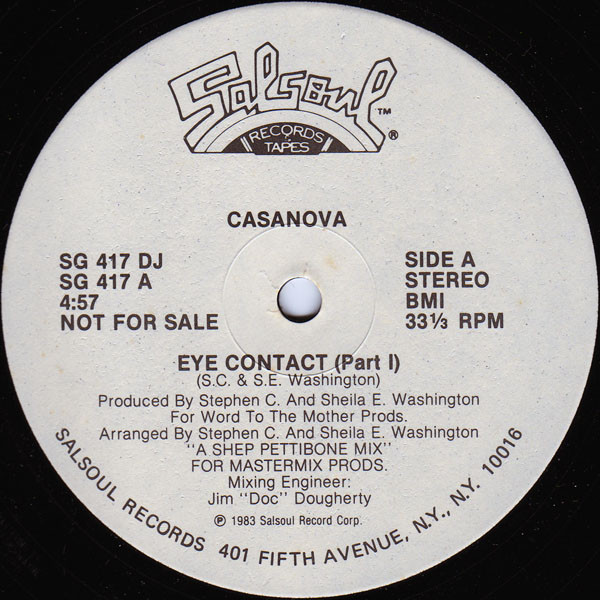 Salsoul ™
RECORDS & TAPES ®
CASANOVA
SG 417 DJ
SG 417 A
4:57
NOT FOR SALE
SIDE A
STEREO
BMI
33⅓ RPM
EYE CONTACT (Part I)
(S.C. & S.E. Washington)
Produced By Stephen C. And Sheila E. Washington
For Word To The Mother Prods.
Arranged By Stephen C. And Sheila E. Washington
"A SHEP PETTIBONE MIX"
FOR MASTERMIX PRODS.
Mixing Engineer:
Jim "Doc" Dougherty
℗ 1983 Salsoul Record Corp.
SALSOUL RECORDS 401 FIFTH AVENUE, N.Y., N.Y. 10016